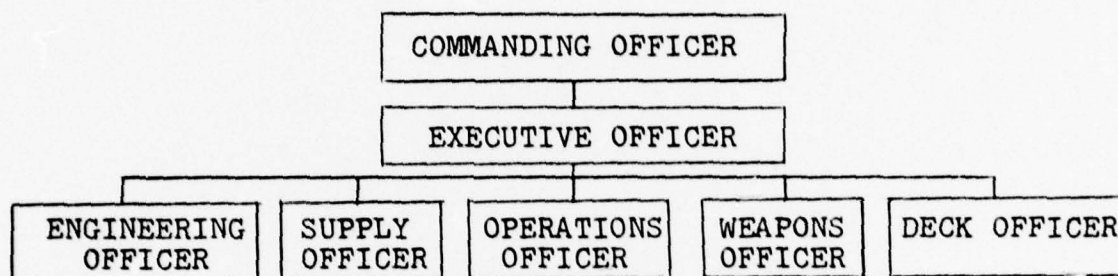 COMMANDING OFFICER
EXECUTIVE OFFICER
ENGINEERING
OFFICER
SUPPLY
OFFICER
OPERATIONS
OFFICER
WEAPONS
OFFICER
DECK OFFICER